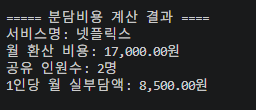 ===== 분담비용 계산 결과 ====
서비스명: 넷플릭스
월 환산 비용: 17,000.00원
공유 인원수: 2명
1인당 월 실부담액: 8,500.00원